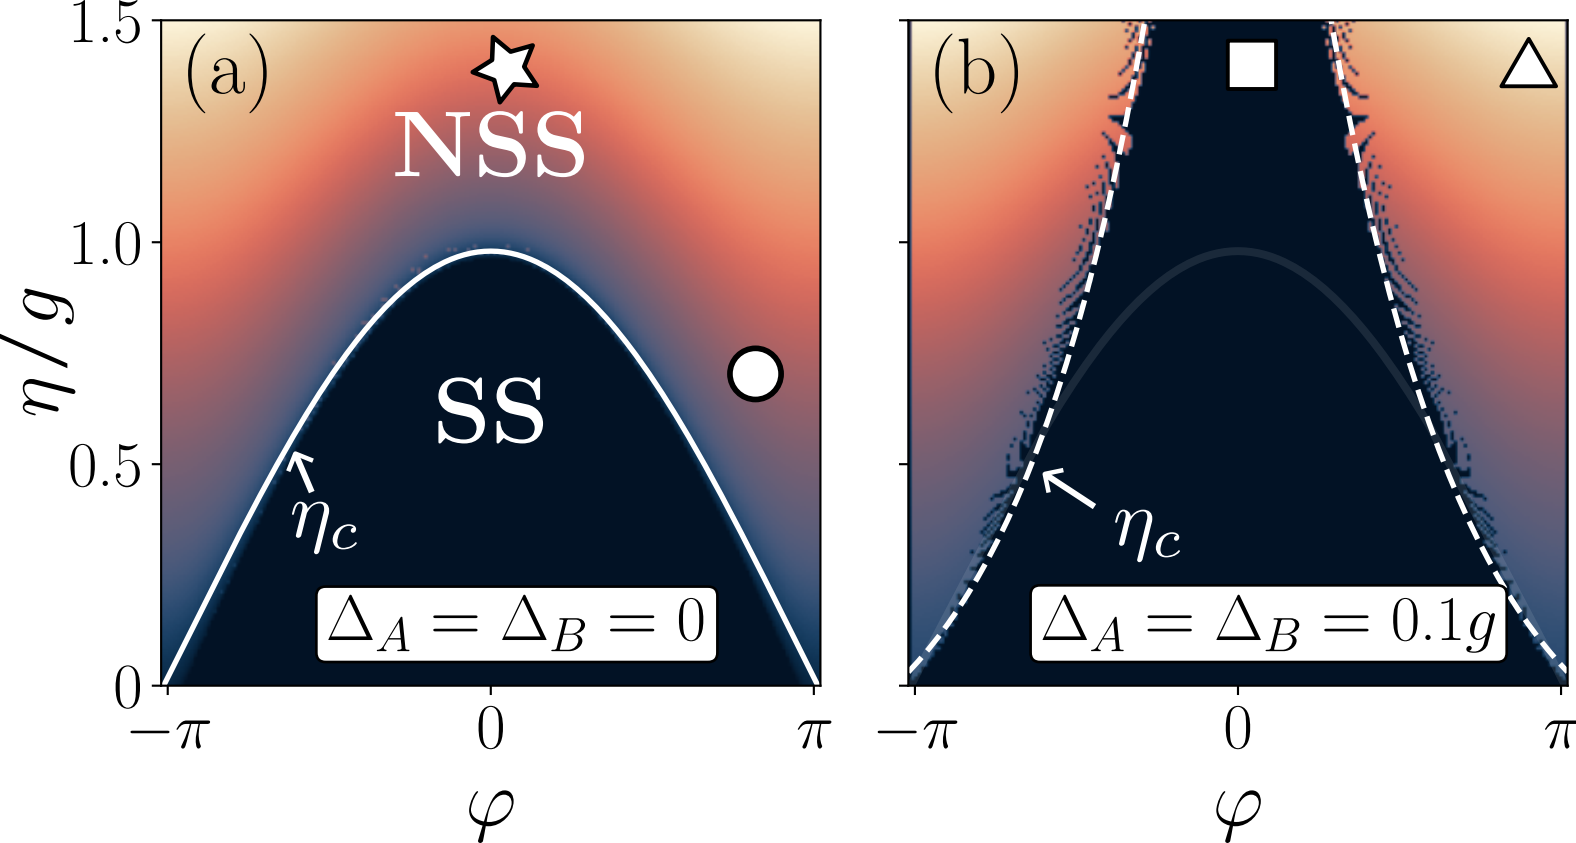 1.5
1.0
0.5
0
η/g
(a)
NSS
SS
η_c
Δ_A = Δ_B = 0
−π
0
π
φ
(b)
η_c
Δ_A = Δ_B = 0.1g
−π
0
π
φ